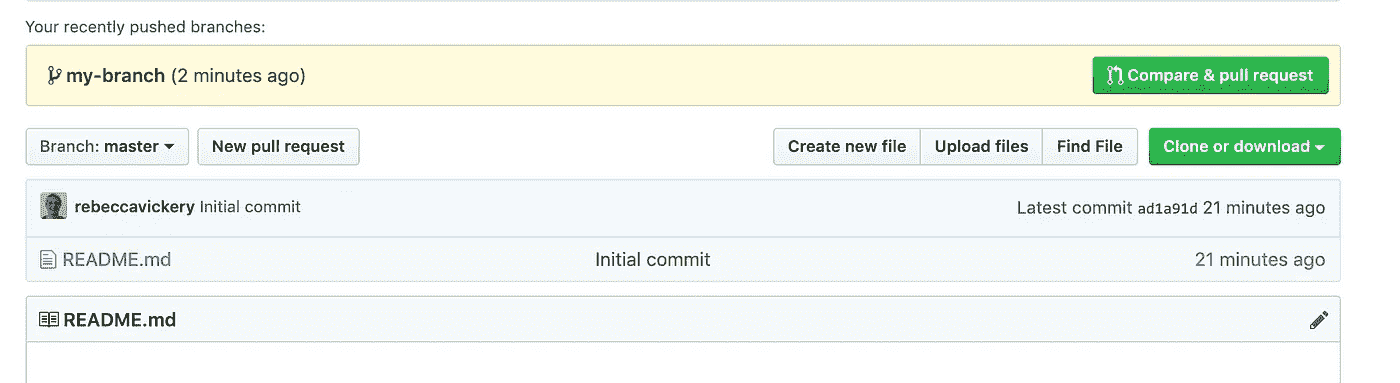 Your recently pushed branches:
my-branch (2 minutes ago) Compare & pull request
Branch: master New pull request Create new file Upload files Find File Clone or download
rebeccavickery Initial commit Latest commit ad1a91d 21 minutes ago
README.md Initial commit 21 minutes ago
README.md